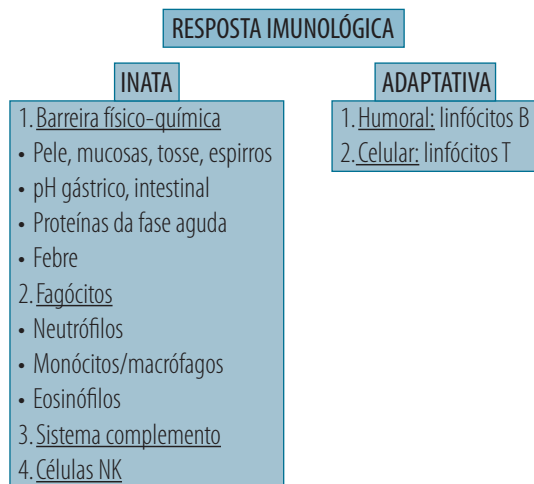 RESPOSTA IMUNOLÓGICA
INATA
1. Barreira físico-química
• Pele, mucosas, tosse, espirros
• pH gástrico, intestinal
• Proteínas da fase aguda
• Febre
2. Fagócitos
• Neutrófilos
• Monócitos/macrófagos
• Eosinófilos
3. Sistema complemento
4. Células NK
ADAPTATIVA
1. Humoral: linfócitos B
2. Celular: linfócitos T